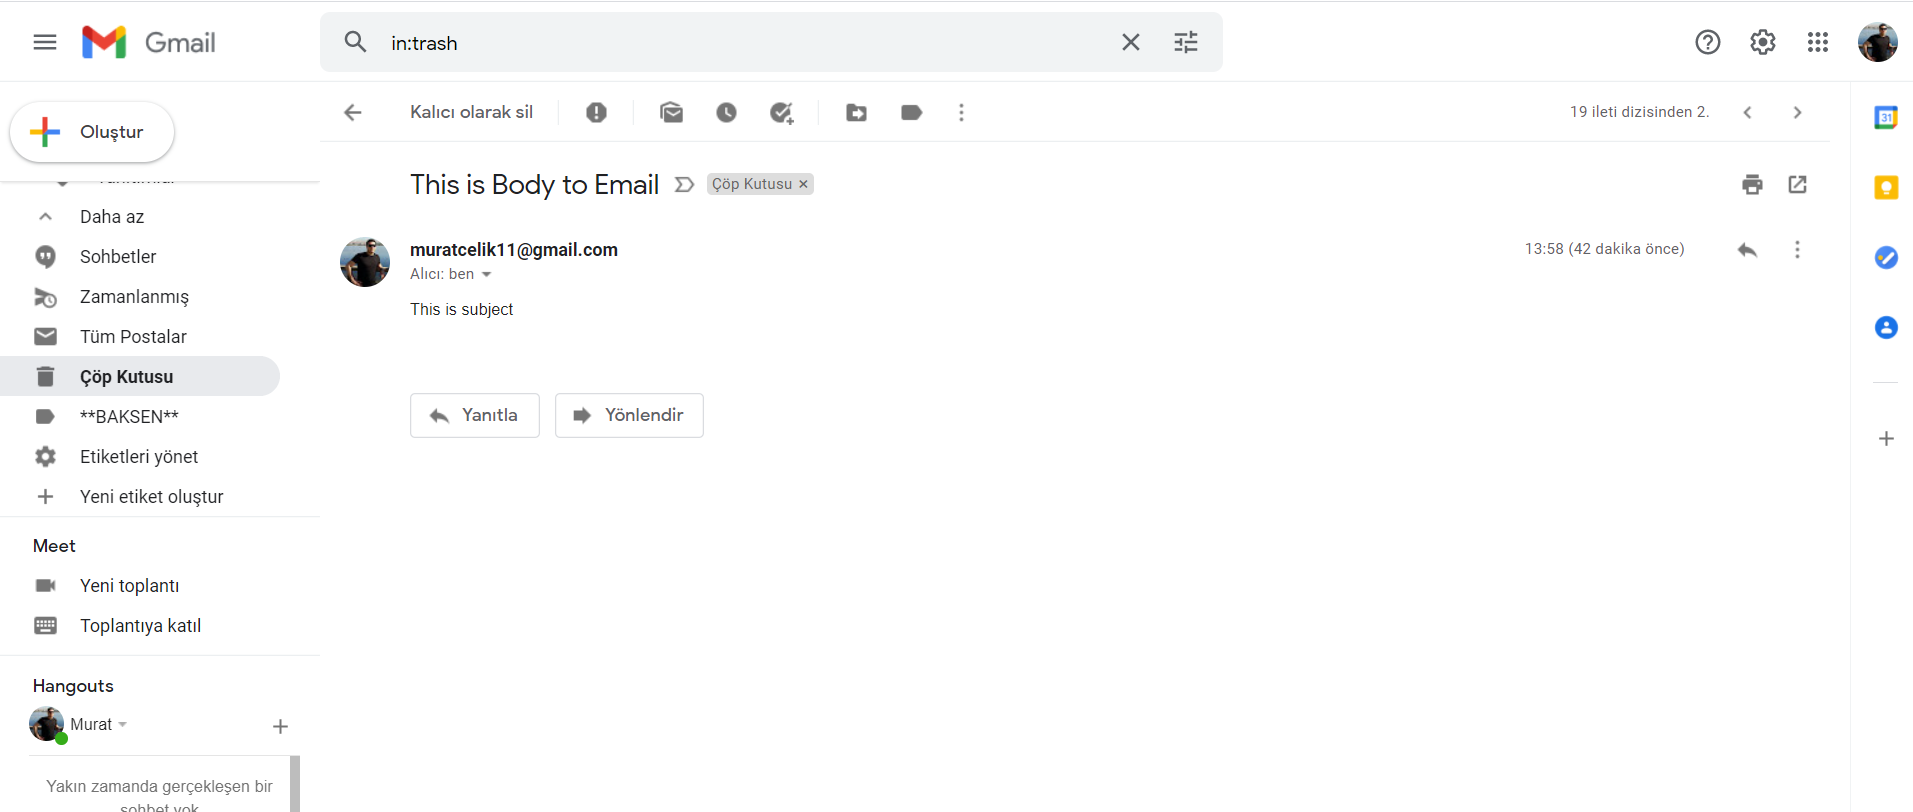 Gmail
in:trash
Oluştur
Kalıcı olarak sil
19 ileti dizisinden 2.
31
Daha az
Sohbetler
Zamanlanmış
Tüm Postalar
Çöp Kutusu
**BAKSEN**
Etiketleri yönet
Yeni etiket oluştur
Meet
Yeni toplantı
Toplantıya katıl
Hangouts
Murat
Yakın zamanda gerçekleşen bir
sohbet yok
This is Body to Email
Çöp Kutusu ×
muratcelik11@gmail.com
13:58 (42 dakika önce)
Alıcı: ben
This is subject
Yanıtla
Yönlendir